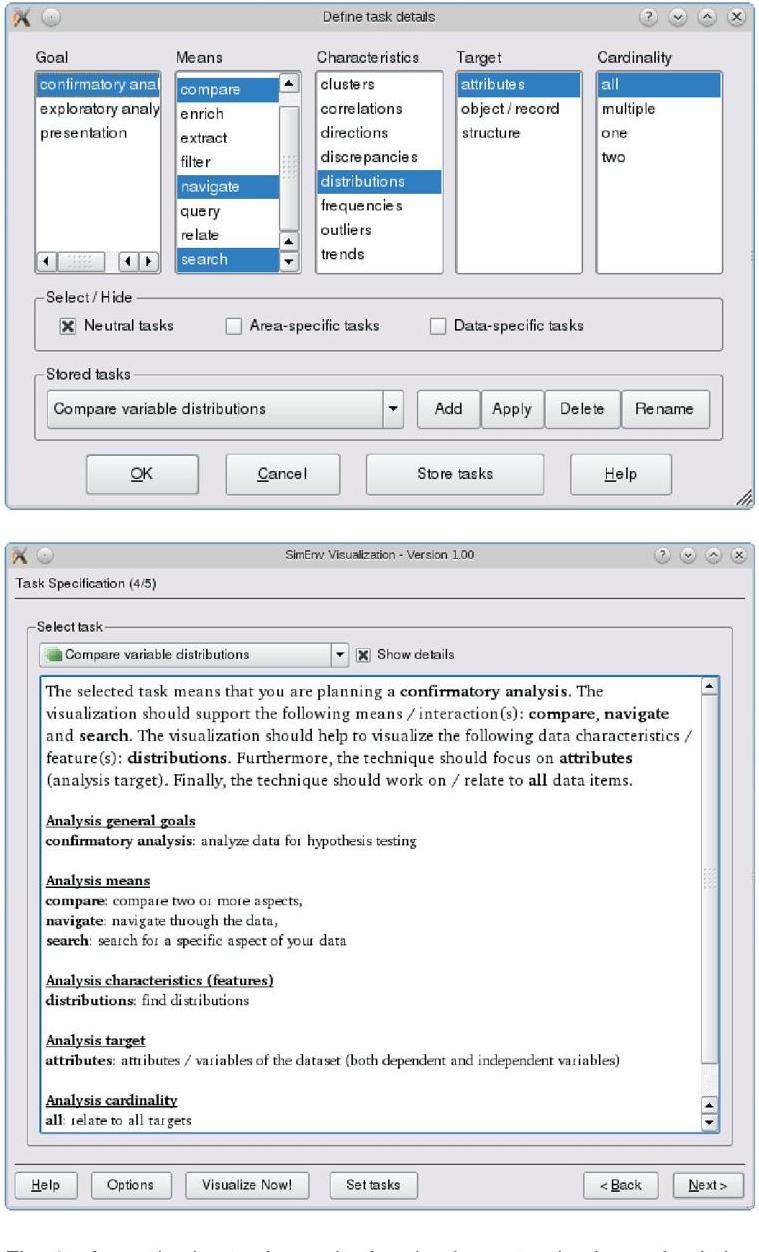 Define task details
Goal Means Characteristics Target Cardinality
confirmatory anal
exploratory analy
presentation
compare
enrich
extract
filter
navigate
query
relate
search
clusters
correlations
directions
discrepancies
distributions
frequencies
outliers
trends
attributes
object / record
structure
all
multiple
one
two
Select / Hide
Neutral tasks Area-specific tasks Data-specific tasks
Stored tasks
Compare variable distributions Add Apply Delete Rename
OK Cancel Store tasks Help
SimEnv Visualization - Version 1.00
Task Specification (4/5)
Select task
Compare variable distributions Show details
The selected task means that you are planning a confirmatory analysis. The
visualization should support the following means / interaction(s): compare, navigate
and search. The visualization should help to visualize the following data characteristics /
feature(s): distributions. Furthermore, the technique should focus on attributes
(analysis target). Finally, the technique should work on / relate to all data items.
Analysis general goals
confirmatory analysis: analyze data for hypothesis testing
Analysis means
compare: compare two or more aspects,
navigate: navigate through the data,
search: search for a specific aspect of your data
Analysis characteristics (features)
distributions: find distributions
Analysis target
attributes: attributes / variables of the dataset (both dependent and independent variables)
Analysis cardinality
all: relate to all targets
Help Options Visualize Now! Set tasks < Back Next >